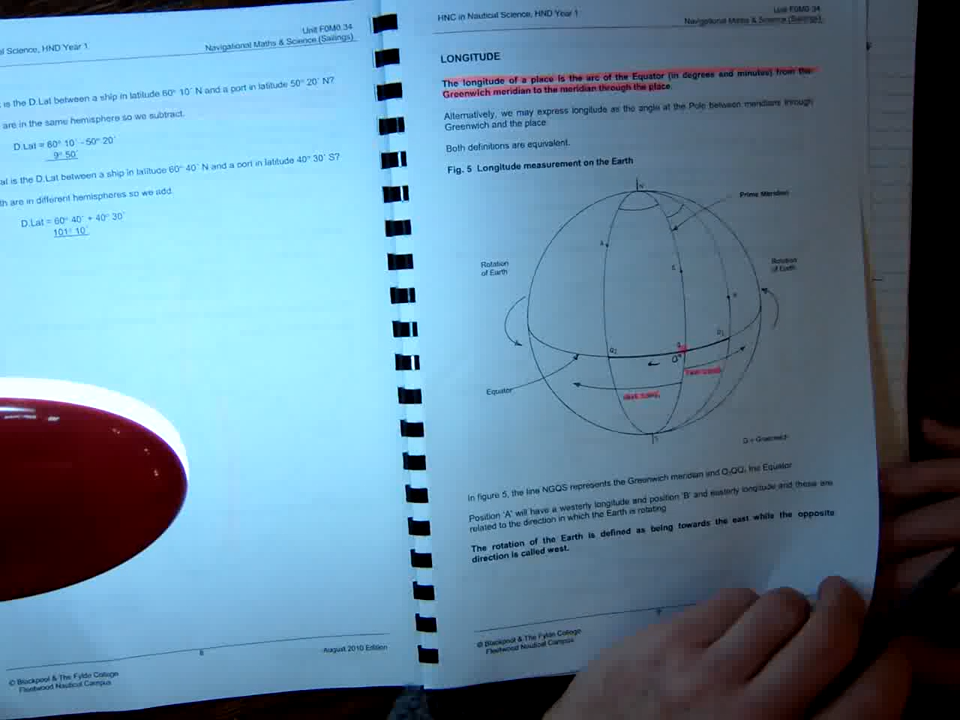 al Science, HND Year 1
Unit F0M0 34
Navigational Maths & Science (Sailings)
is the D.Lat between a ship in latitude 60° 10' N and a port in latitude 50° 20' N?
are in the same hemisphere so we subtract.
D.Lat = 60° 10' - 50° 20'
9° 50'
at is the D.Lat between a ship in latitude 60° 40' N and a port in latitude 40° 30' S?
th are in different hemispheres so we add.
D.Lat = 60° 40' + 40° 30'
101° 10'
8
August 2010 Edition
© Blackpool & The Fylde College
Fleetwood Nautical Campus
HNC in Nautical Science, HND Year 1
Unit F0M0 34
Navigational Maths & Science (Sailings)
LONGITUDE
The longitude of a place is the arc of the Equator (in degrees and minutes) from the
Greenwich meridian to the meridian through the place.
Alternatively, we may express longitude as the angle at the Pole between meridians through
Greenwich and the place
Both definitions are equivalent.
Fig. 5 Longitude measurement on the Earth
N
Prime Meridian
A
Rotation
of Earth
Rotation
of Earth
Q₂
Q₁
0°
Equator
S
G = Greenwich
In figure 5, the line NGQS represents the Greenwich meridian and Q₂QQ₁ the Equator
Position 'A' will have a westerly longitude and position 'B' and easterly longitude and these are
related to the direction in which the Earth is rotating
The rotation of the Earth is defined as being towards the east while the opposite
direction is called west.
9
© Blackpool & The Fylde College
Fleetwood Nautical Campus